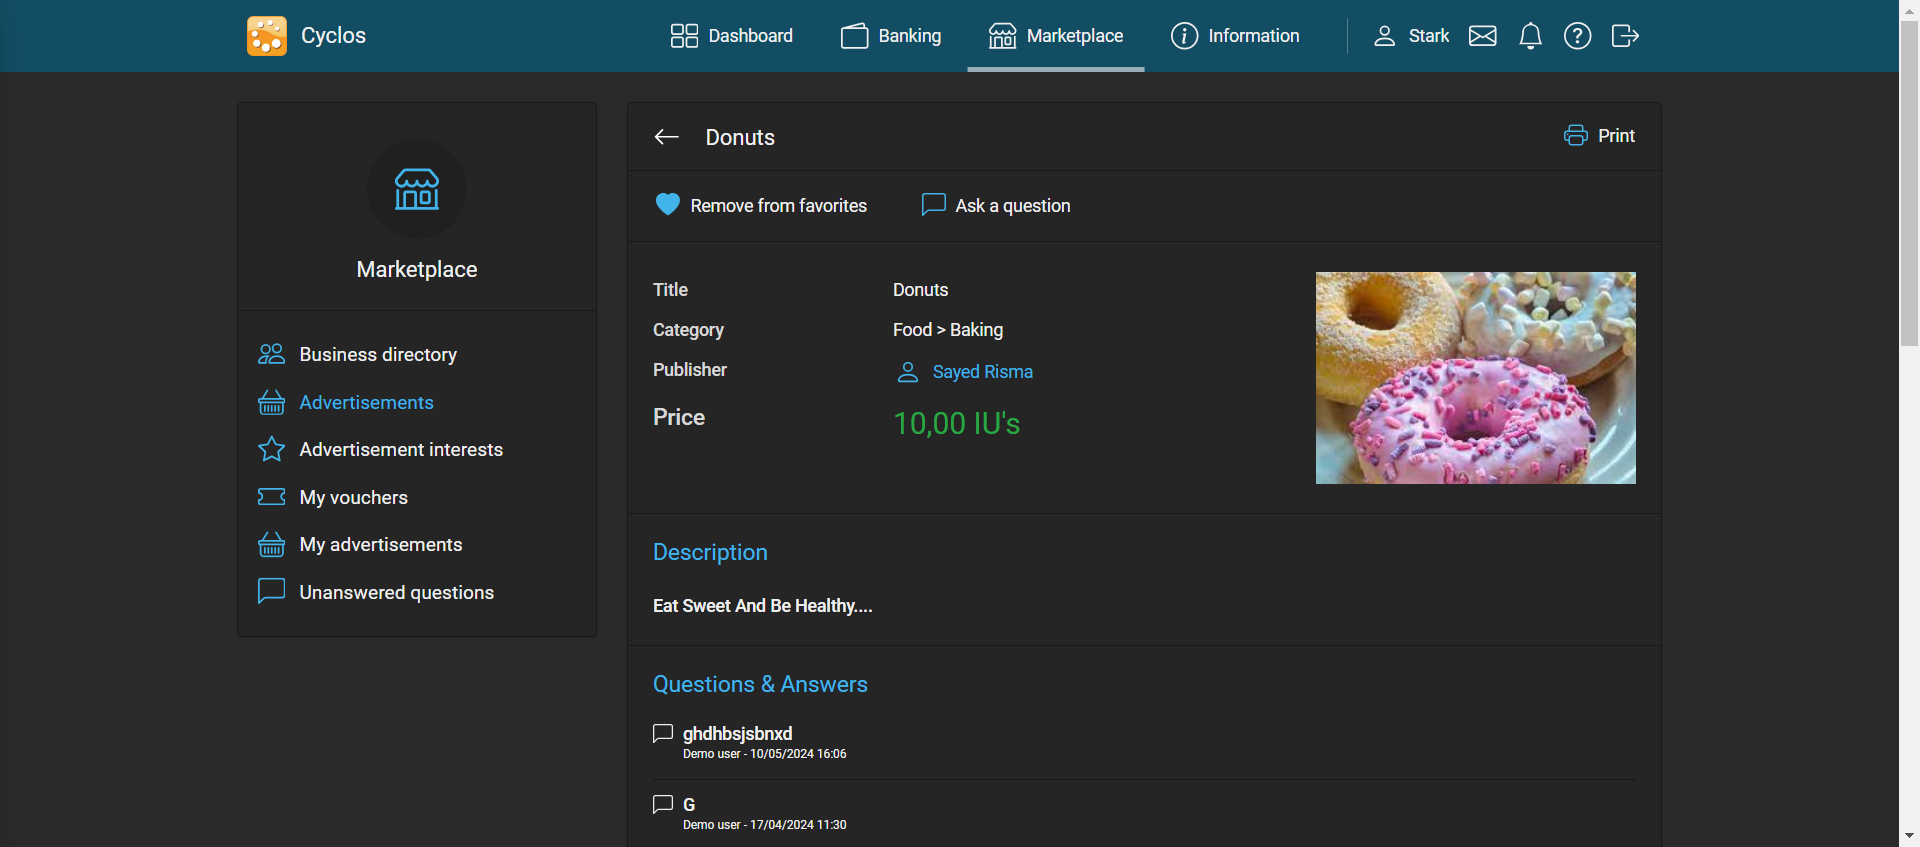 Cyclos
Dashboard
Banking
Marketplace
Information
Stark
Marketplace
Business directory
Advertisements
Advertisement interests
My vouchers
My advertisements
Unanswered questions
Donuts
Print
Remove from favorites
Ask a question
Title Donuts
Category Food > Baking
Publisher Sayed Risma
Price 10,00 IU's
Description
Eat Sweet And Be Healthy....
Questions & Answers
ghdhbsjsbnxd
Demo user - 10/05/2024 16:06
G
Demo user - 17/04/2024 11:30